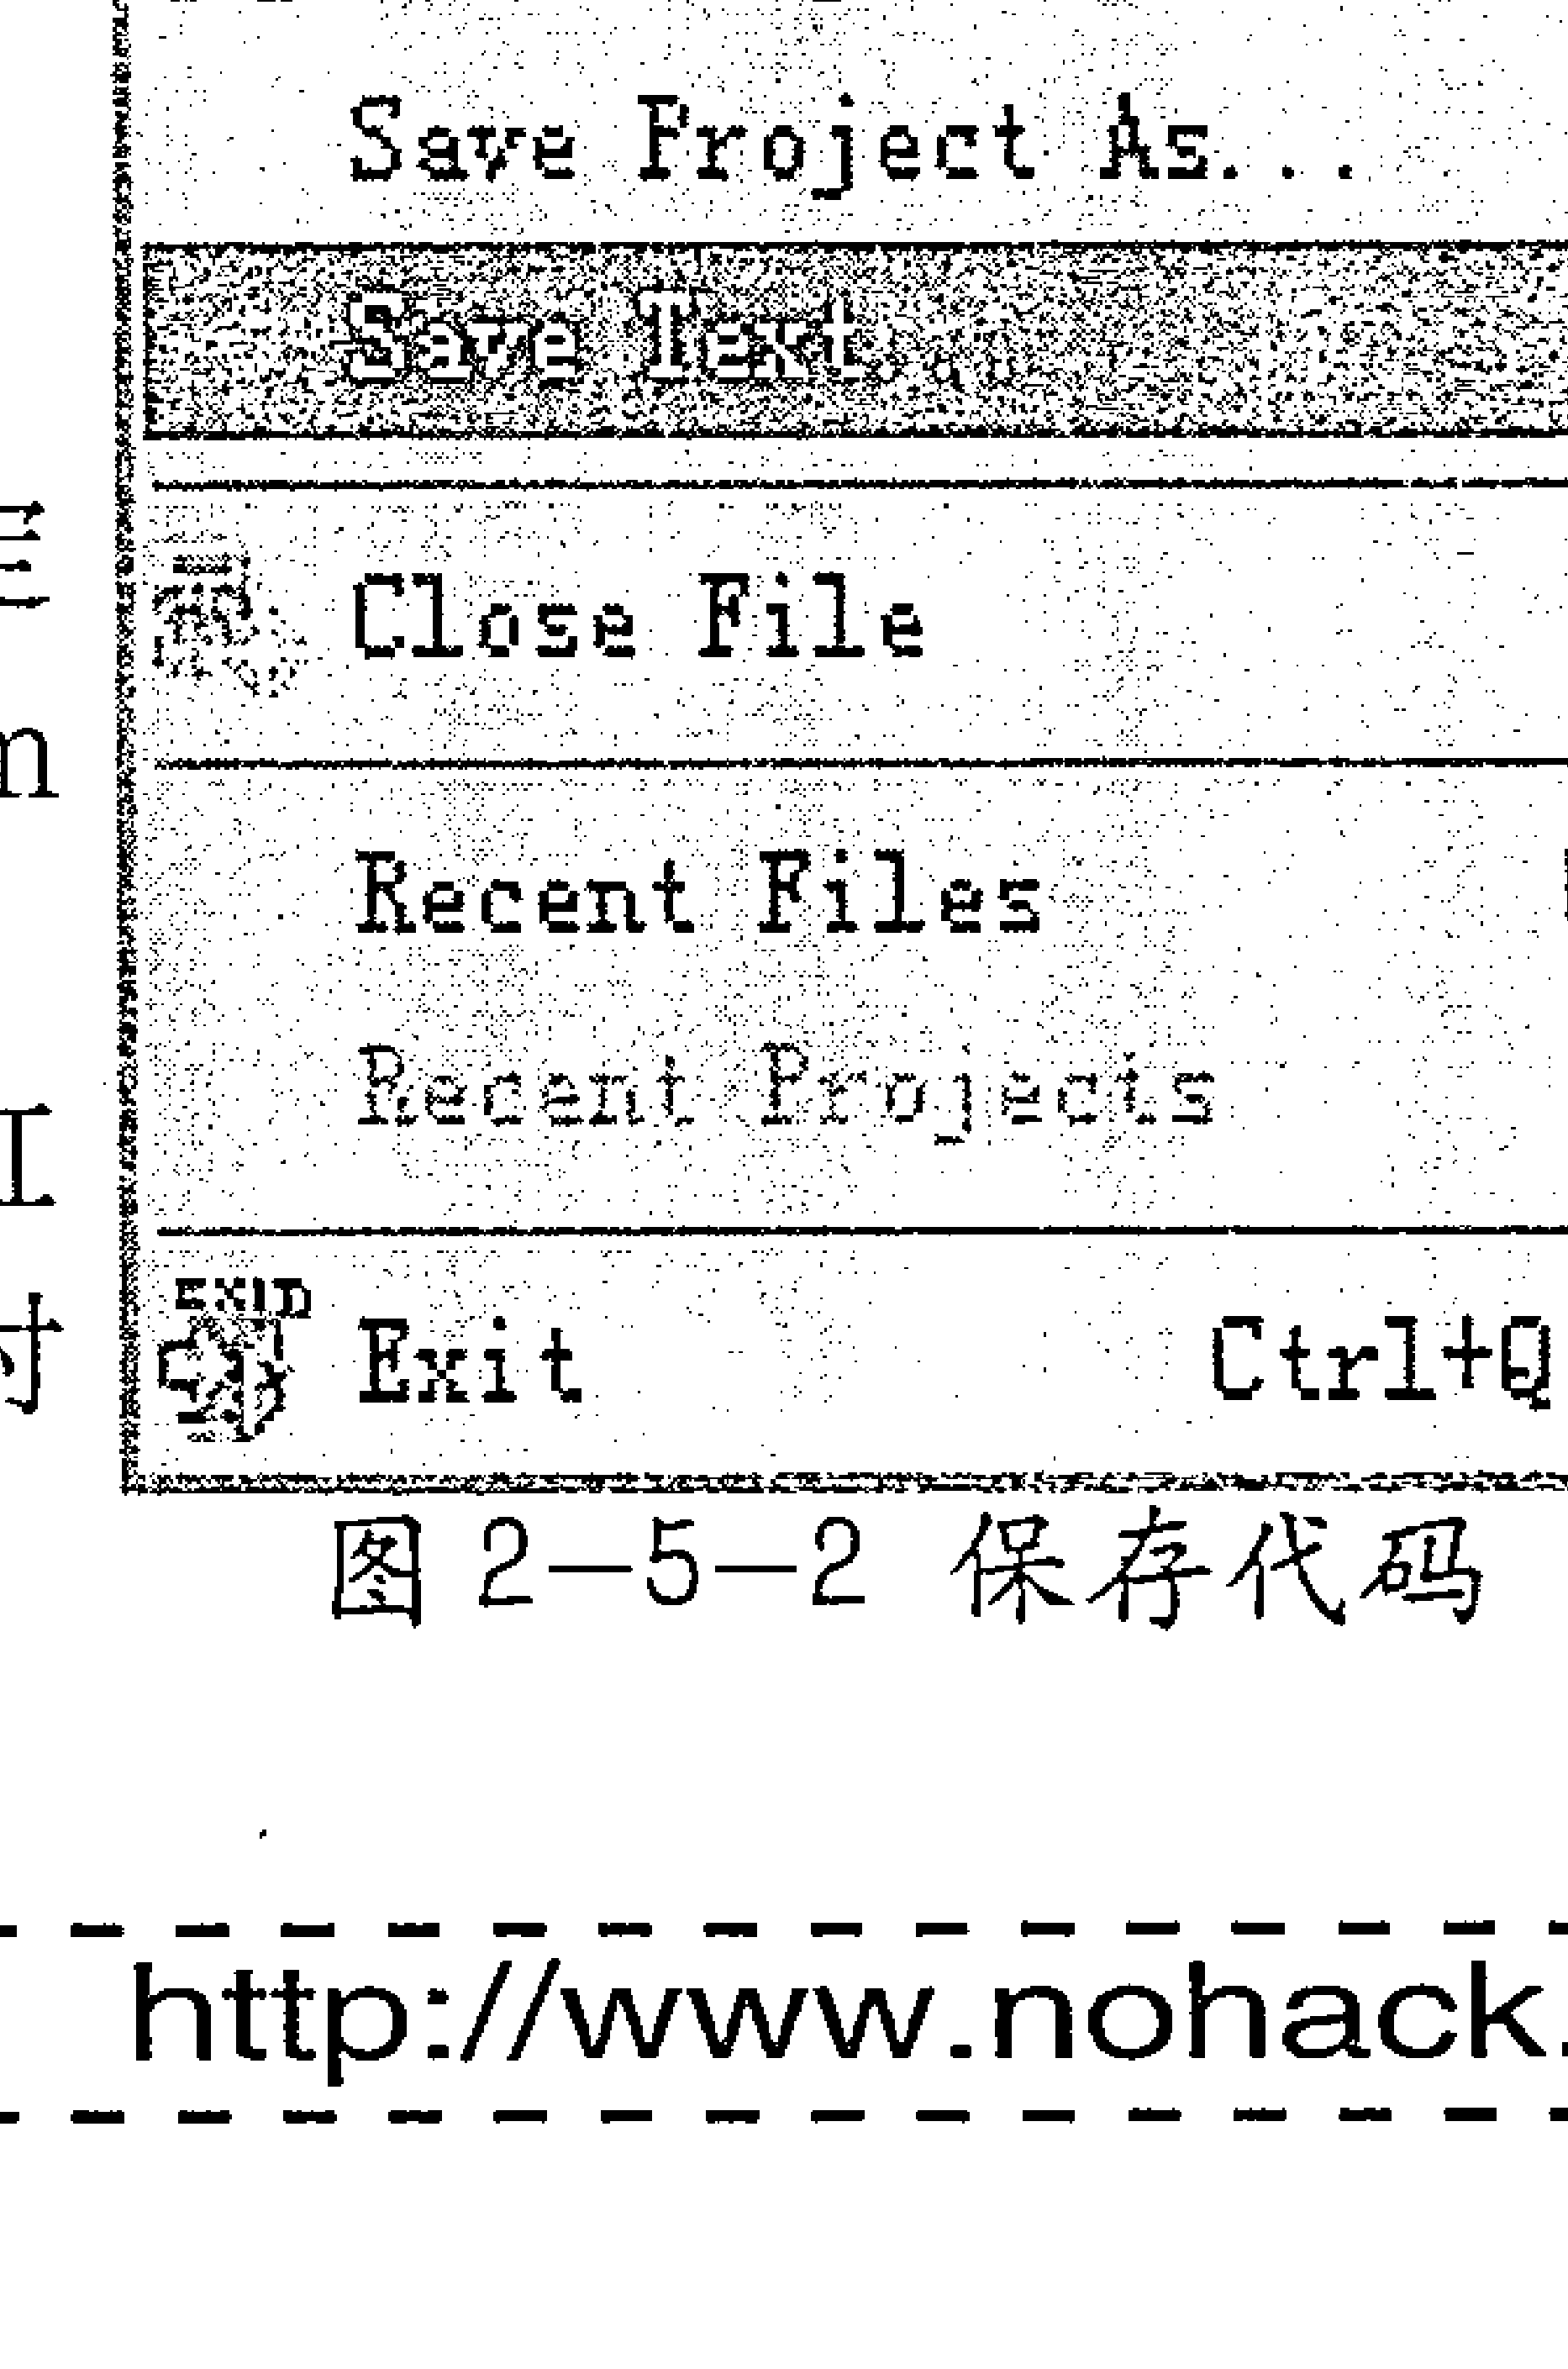 Save Project As...
Save Text...
Close File
m
Recent Files
Recent Projects
Exit Ctrl+Q
图 2-5-2 保存代码
http://www.nohack.